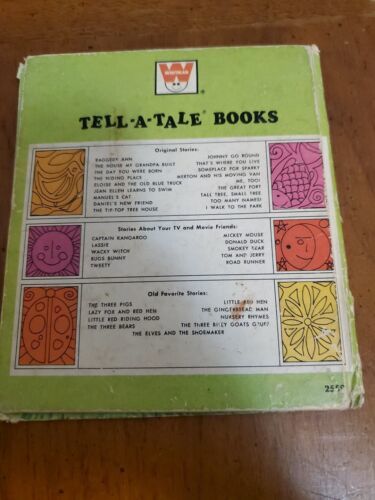 WHITMAN
TELL-A-TALE® BOOKS
Original Stories:
RAGGEDY ANN
THE HOUSE MY GRANDPA BUILT
THE DAY YOU WERE BORN
THE HIDING PLACE
ELOISE AND THE OLD BLUE TRUCK
JEAN ELLEN LEARNS TO SWIM
MANUEL'S CAT
DANIEL'S NEW FRIEND
THE TIP-TOP TREE HOUSE
JOHNNY GO ROUND
THAT'S WHERE YOU LIVE
SOMEPLACE FOR SPARKY
MERTON AND HIS MOVING VAN
ME, TOO!
THE GREAT FORT
TALL TREE, SMALL TREE
TOO MANY NAMES!
I WALK TO THE PARK
Stories About Your TV and Movie Friends:
CAPTAIN KANGAROO
LASSIE
WACKY WITCH
BUGS BUNNY
TWEETY
MICKEY MOUSE
DONALD DUCK
SMOKEY BEAR
TOM AND JERRY
ROAD RUNNER
Old Favorite Stories:
THE THREE PIGS
LAZY FOX AND RED HEN
LITTLE RED RIDING HOOD
THE THREE BEARS
LITTLE RED HEN
THE GINGERBREAD MAN
NURSERY RHYMES
THE THREE BILLY GOATS GRUFF
THE ELVES AND THE SHOEMAKER